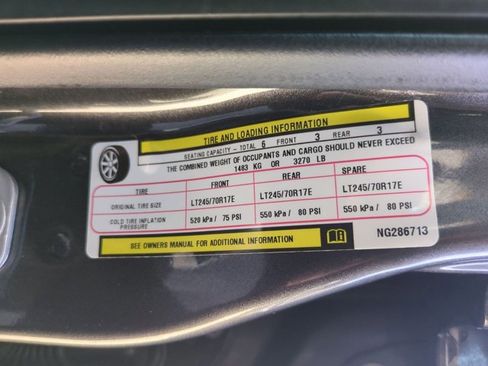 TIRE AND LOADING INFORMATION
SEATING CAPACITY - TOTAL 6 FRONT 3 REAR 3
THE COMBINED WEIGHT OF OCCUPANTS AND CARGO SHOULD NEVER EXCEED
1483 KG OR 3270 LB
TIRE FRONT REAR SPARE
ORIGINAL TIRE SIZE LT245/70R17E LT245/70R17E LT245/70R17E
COLD TIRE INFLATION PRESSURE 520 kPa / 75 PSI 550 kPa / 80 PSI 550 kPa / 80 PSI
SEE OWNERS MANUAL FOR ADDITIONAL INFORMATION
NG286713